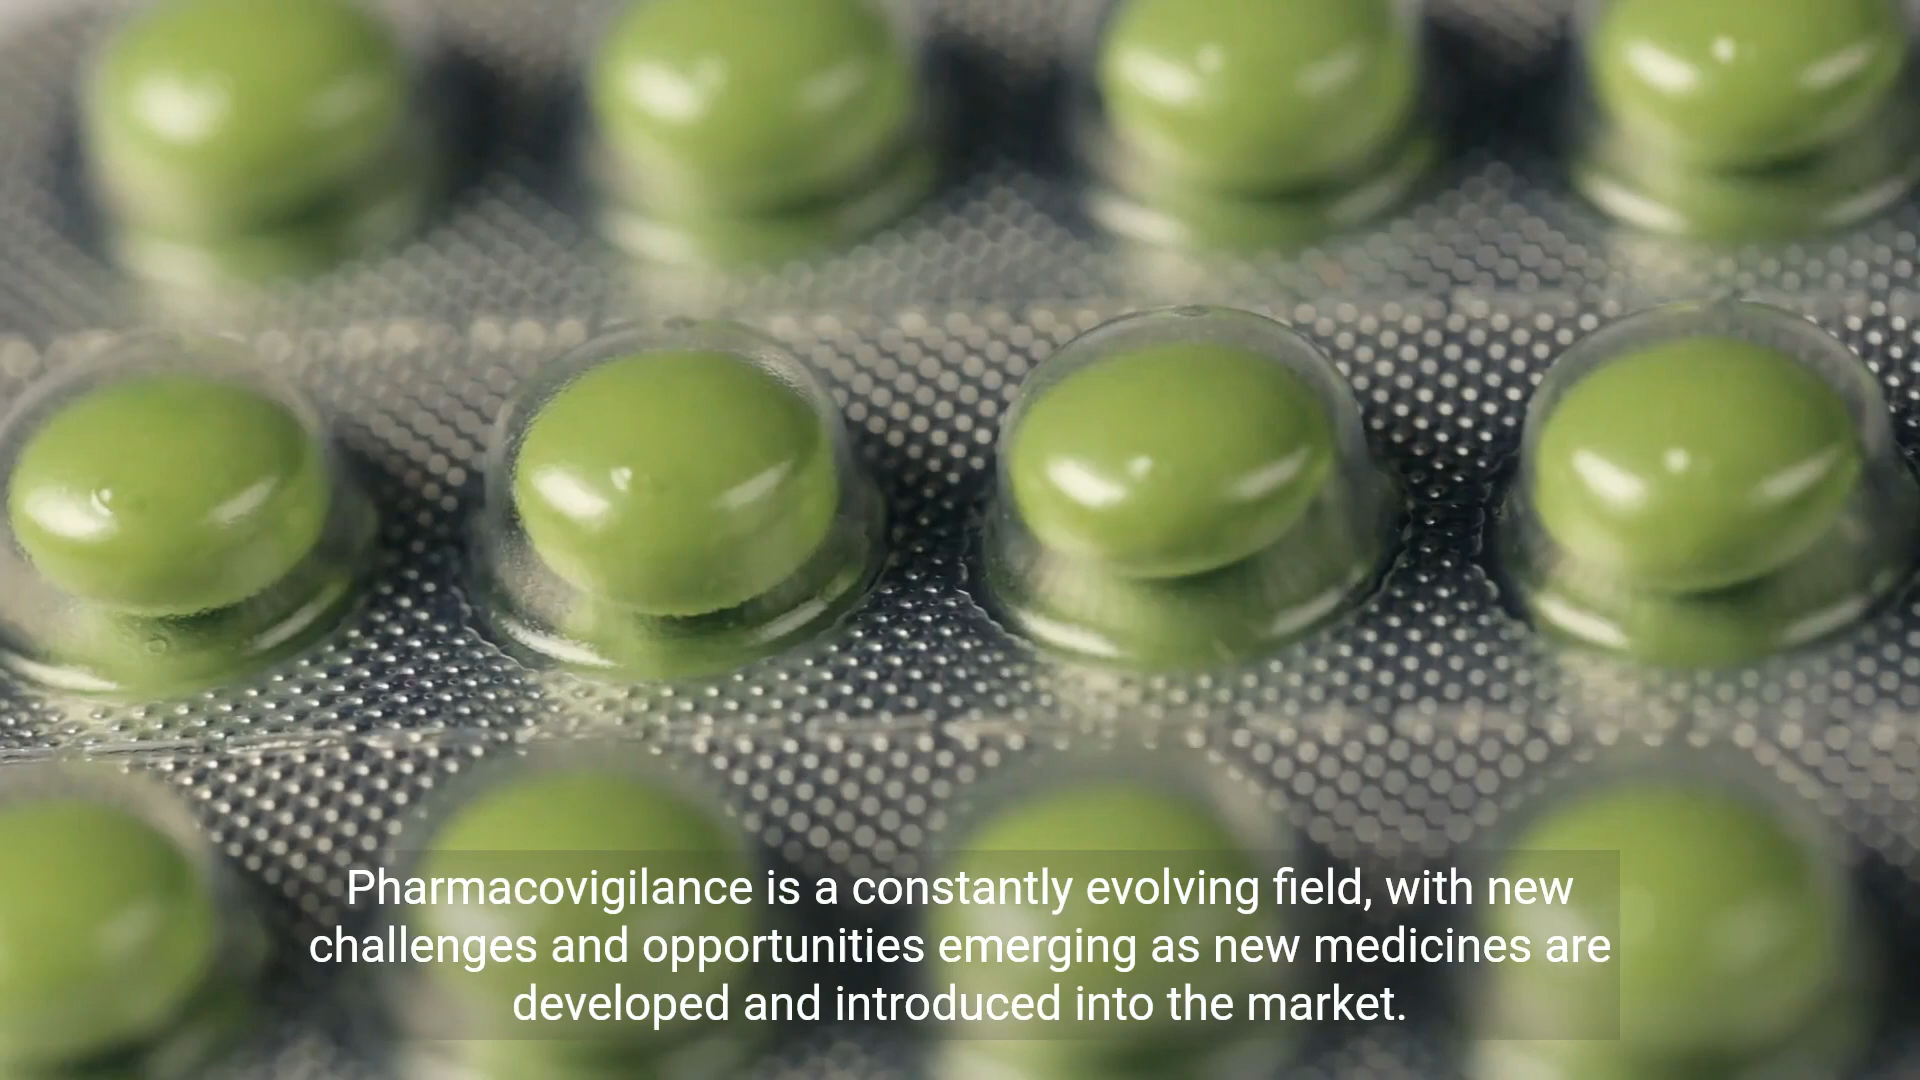 Pharmacovigilance is a constantly evolving field, with new
challenges and opportunities emerging as new medicines are
developed and introduced into the market.